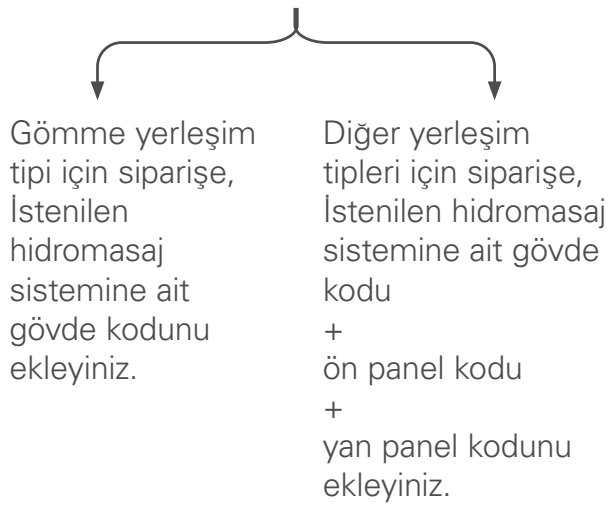 Gömme yerleşim
tipi için siparişe,
İstenilen
hidromasaj
sistemine ait
gövde kodunu
ekleyiniz.
Diğer yerleşim
tipleri için siparişe,
İstenilen hidromasaj
sistemine ait gövde
kodu
+
ön panel kodu
+
yan panel kodunu
ekleyiniz.